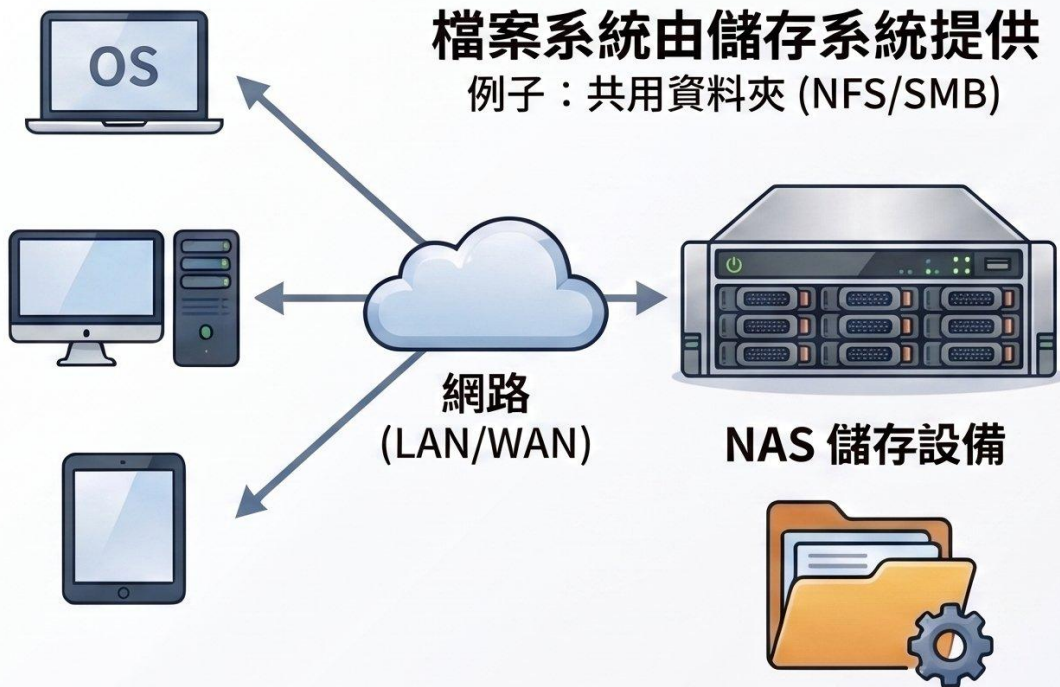 檔案系統由儲存系統提供
例子：共用資料夾 (NFS/SMB)
OS
網路
(LAN/WAN)
NAS 儲存設備